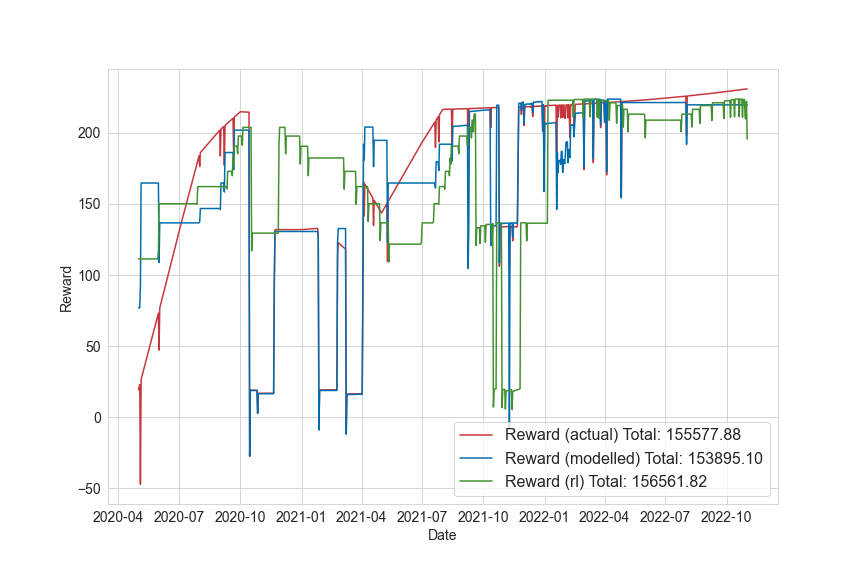 200
150
100
50
0
−50
Reward
2020-04 2020-07 2020-10 2021-01 2021-04 2021-07 2021-10 2022-01 2022-04 2022-07 2022-10
Date
Reward (actual) Total: 155577.88
Reward (modelled) Total: 153895.10
Reward (rl) Total: 156561.82